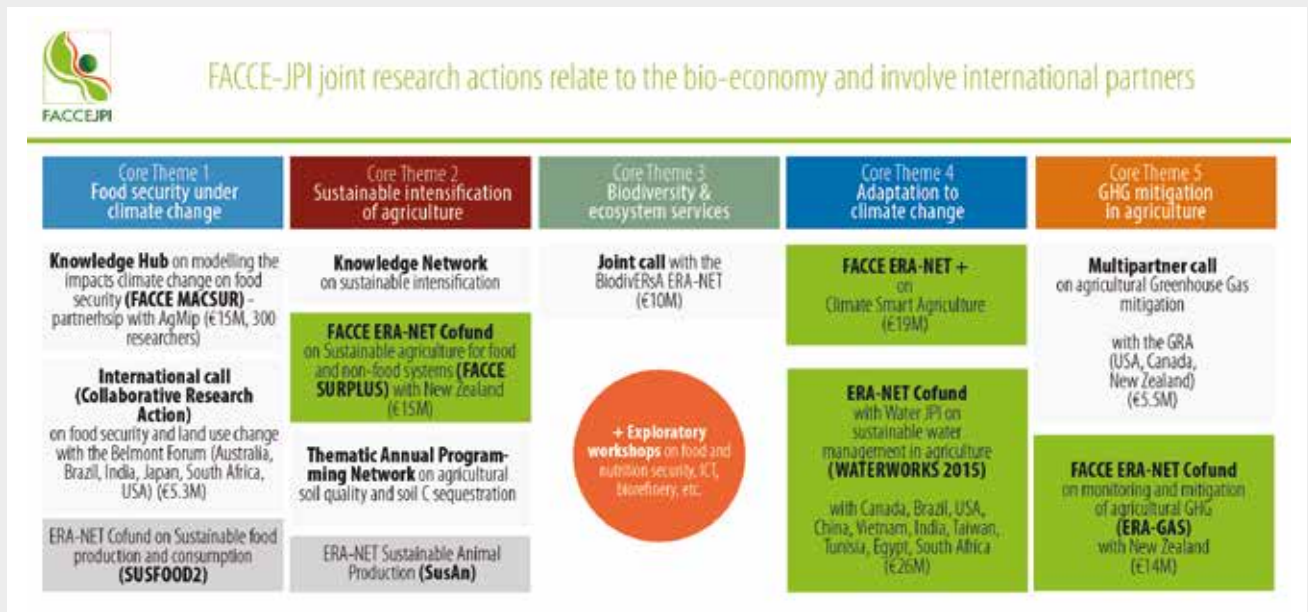 FACCEJPI
FACCE-JPI joint research actions relate to the bio-economy and involve international partners
Core Theme 1
Food security under
climate change
Knowledge Hub on modelling the
impacts climate change on food
security (FACCE MACSUR) -
partnerhsip with AgMip (€15M, 300
researchers)
International call
(Collaborative Research
Action)
on food security and land use change
with the Belmont Forum (Australia,
Brazil, India, Japan, South Africa,
USA) (€5.3M)
ERA-NET Cofund on Sustainable food
production and consumption
(SUSFOOD2)
Core Theme 2
Sustainable intensification
of agriculture
Knowledge Network
on sustainable intensification
FACCE ERA-NET Cofund
on Sustainable agriculture for food
and non-food systems (FACCE
SURPLUS) with New Zealand
(€15M)
Thematic Annual Program-
ming Network on agricultural
soil quality and soil C sequestration
ERA-NET Sustainable Animal
Production (SusAn)
Core Theme 3
Biodiversity &
ecosystem services
Joint call with the
BiodivERsA ERA-NET
(€10M)
+ Exploratory
workshops on food and
nutrition security, ICT,
biorefinery, etc.
Core Theme 4
Adaptation to
climate change
FACCE ERA-NET +
on
Climate Smart Agriculture
(€19M)
ERA-NET Cofund
with Water JPI on
sustainable water
management in agriculture
(WATERWORKS 2015)
with Canada, Brazil, USA,
China, Vietnam, India, Taiwan,
Tunisia, Egypt, South Africa
(€26M)
Core Theme 5
GHG mitigation
in agriculture
Multipartner call
on agricultural Greenhouse Gas
mitigation
with the GRA
(USA, Canada,
New Zealand)
(€5.5M)
FACCE ERA-NET Cofund
on monitoring and mitigation
of agricultural GHG
(ERA-GAS)
with New Zealand
(€14M)